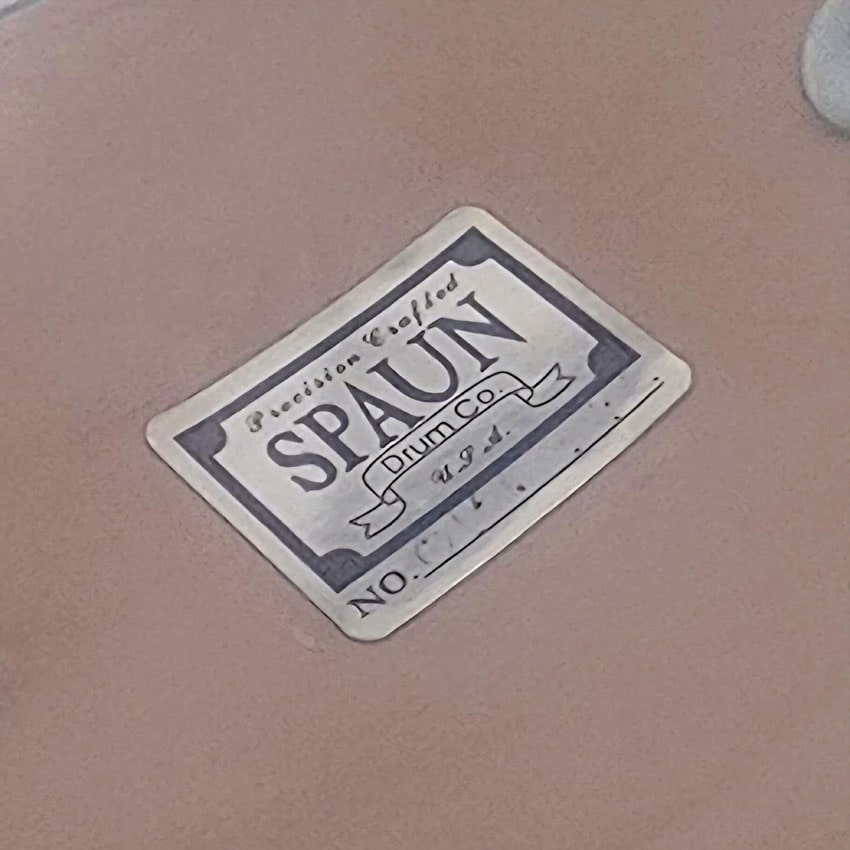 Precision Crafted
SPAUN
Drum Co.
U.S.A.
NO.